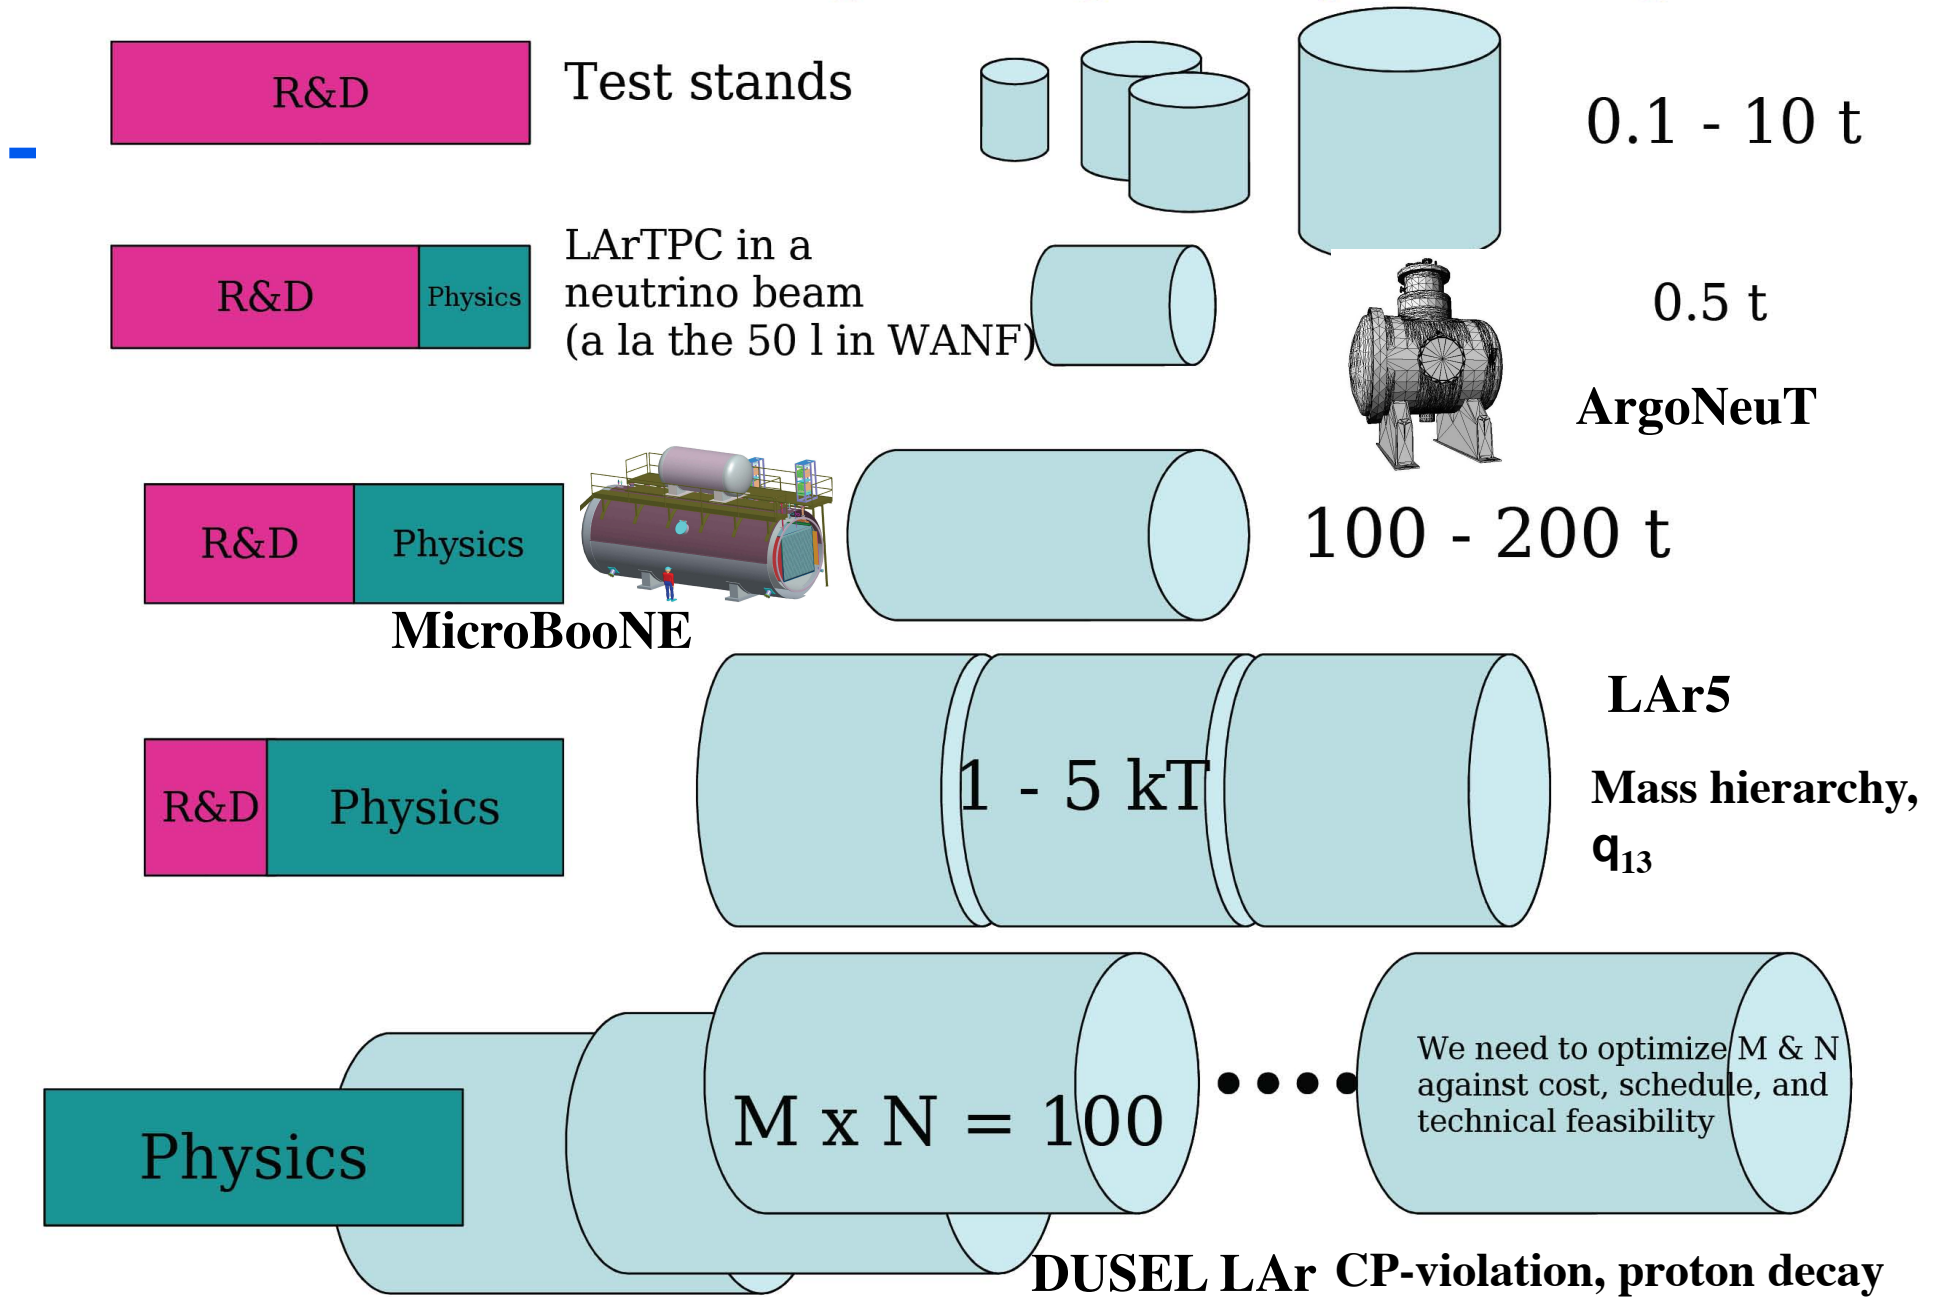 R&D
Test stands
0.1 - 10 t
R&D
Physics
LArTPC in a
neutrino beam
(a la the 50 l in WANF)
0.5 t
ArgoNeuT
R&D
Physics
100 - 200 t
MicroBooNE
R&D
Physics
1 - 5 kT
LAr5
Mass hierarchy,
q13
Physics
M x N = 100
We need to optimize M & N
against cost, schedule, and
technical feasibility
DUSEL LAr
CP-violation, proton decay